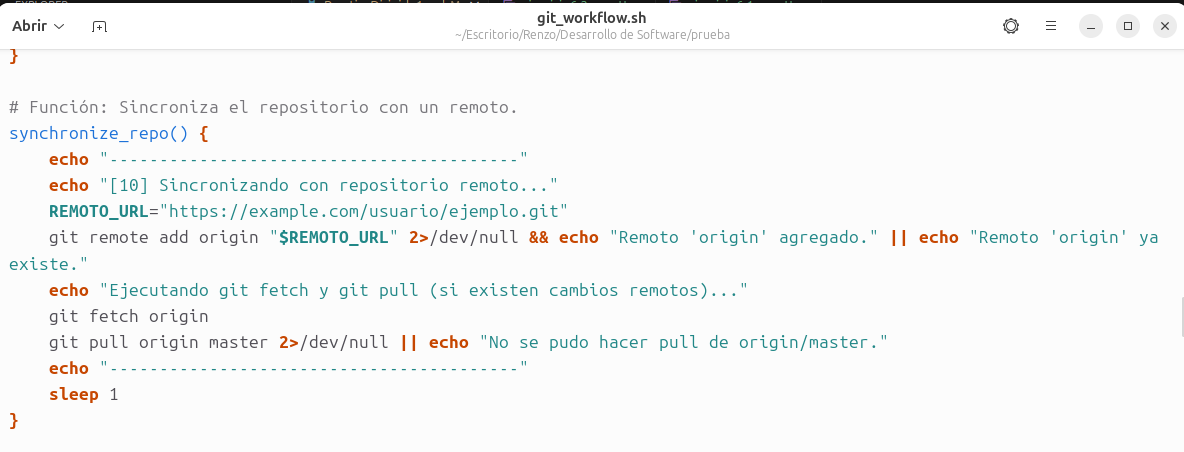 git_workflow.sh
Abrir
~/Escritorio/Renzo/Desarrollo de Software/prueba
}
# Función: Sincroniza el repositorio con un remoto.
synchronize_repo() {
    echo "-----------------------------------------"
    echo "[10] Sincronizando con repositorio remoto..."
    REMOTO_URL="https://example.com/usuario/ejemplo.git"
    git remote add origin "$REMOTO_URL" 2>/dev/null && echo "Remoto 'origin' agregado." || echo "Remoto 'origin' ya
existe."
    echo "Ejecutando git fetch y git pull (si existen cambios remotos)..."
    git fetch origin
    git pull origin master 2>/dev/null || echo "No se pudo hacer pull de origin/master."
    echo "-----------------------------------------"
    sleep 1
}